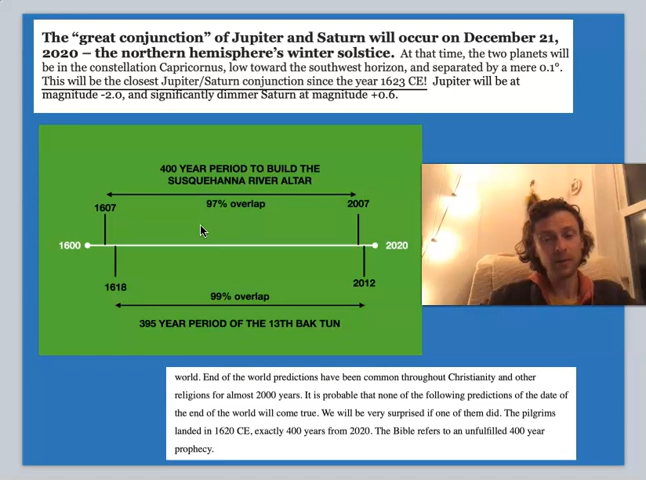 The “great conjunction” of Jupiter and Saturn will occur on December 21,
2020 – the northern hemisphere’s winter solstice. At that time, the two planets will
be in the constellation Capricornus, low toward the southwest horizon, and separated by a mere 0.1°.
This will be the closest Jupiter/Saturn conjunction since the year 1623 CE! Jupiter will be at
magnitude -2.0, and significantly dimmer Saturn at magnitude +0.6.
400 YEAR PERIOD TO BUILD THE
SUSQUEHANNA RIVER ALTAR
1607
97% overlap
2007
1600
2020
1618
99% overlap
2012
395 YEAR PERIOD OF THE 13TH BAK TUN
world. End of the world predictions have been common throughout Christianity and other
religions for almost 2000 years. It is probable that none of the following predictions of the date of
the end of the world will come true. We will be very surprised if one of them did. The pilgrims
landed in 1620 CE, exactly 400 years from 2020. The Bible refers to an unfulfilled 400 year
prophecy.